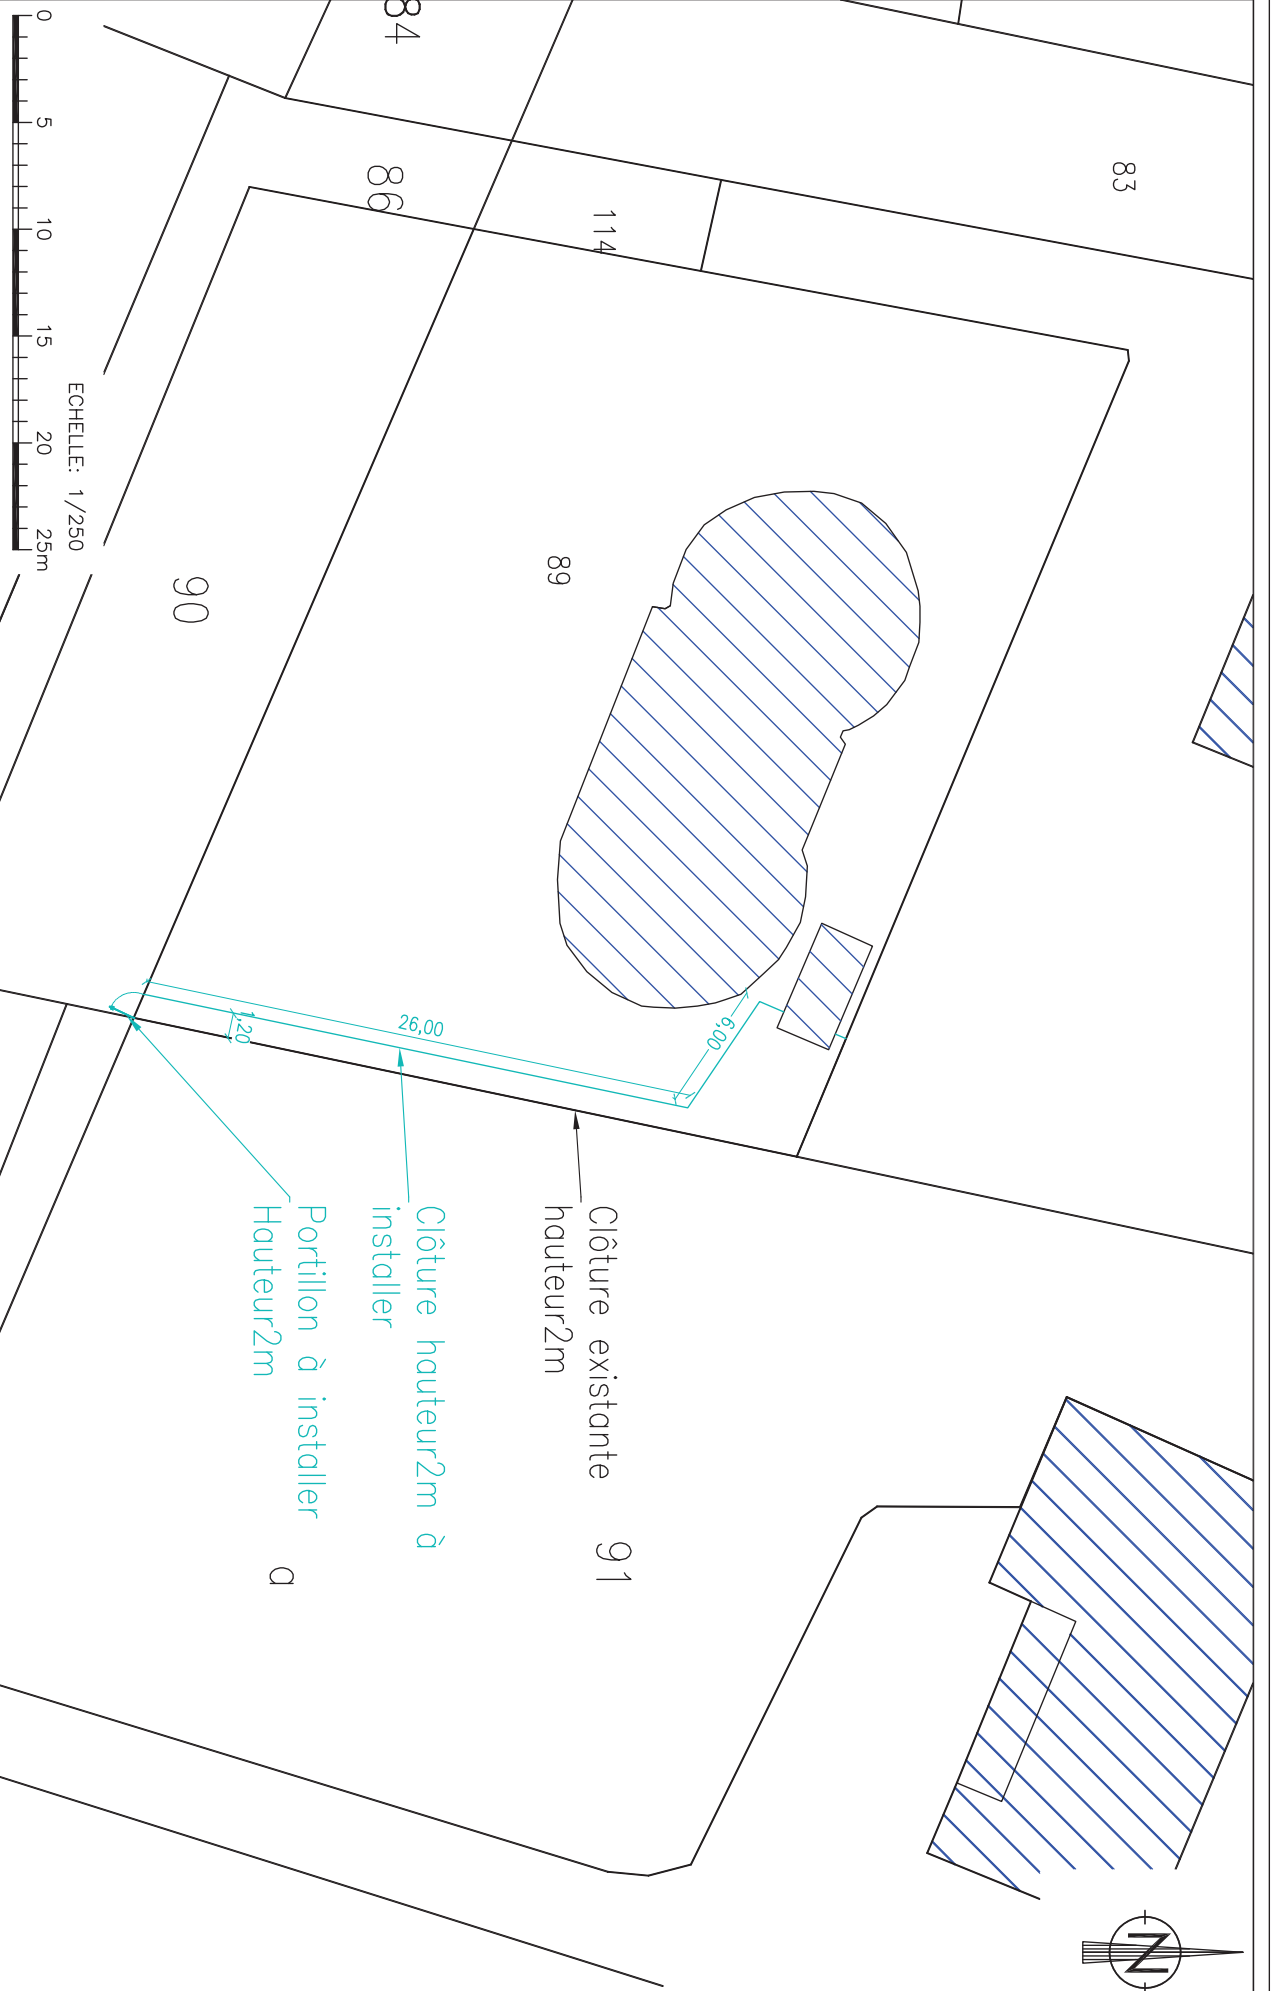 84
83
86
114
89
90
26,00
6,00
1,20
Clôture existante
hauteur2m
Clôture hauteur2m à
installer
Portillon à installer
Hauteur2m
91
a
ECHELLE: 1/250
0 5 10 15 20 25m
N